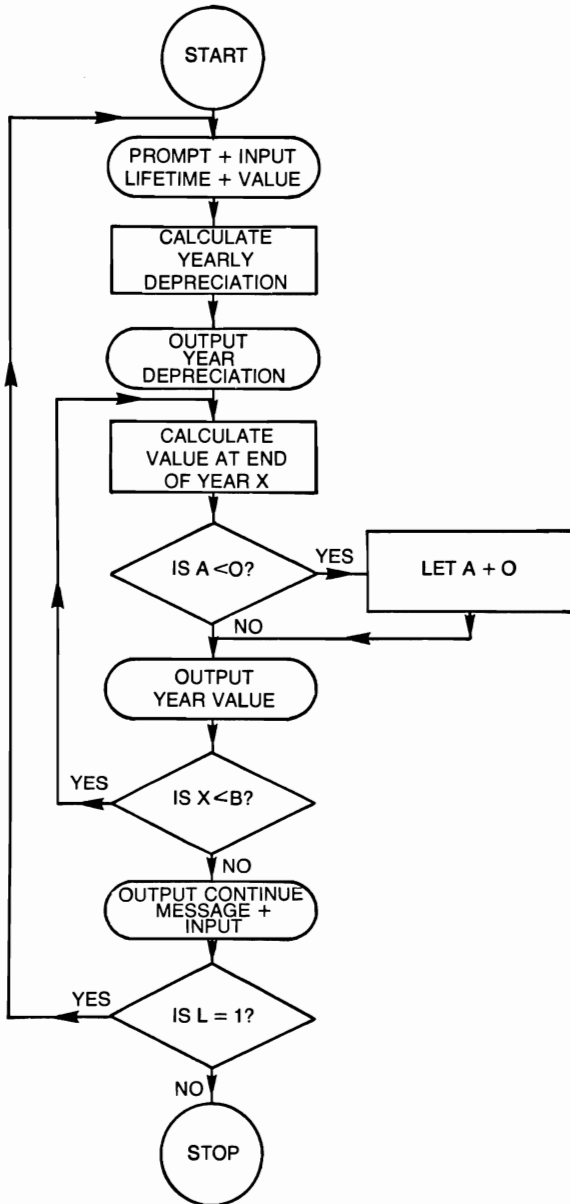 START
PROMPT + INPUT
LIFETIME + VALUE
CALCULATE
YEARLY
DEPRECIATION
OUTPUT
YEAR
DEPRECIATION
CALCULATE
VALUE AT END
OF YEAR X
IS A <O?
YES
LET A + O
NO
OUTPUT
YEAR VALUE
YES
IS X <B?
NO
OUTPUT CONTINUE
MESSAGE +
INPUT
YES
IS L = 1?
NO
STOP